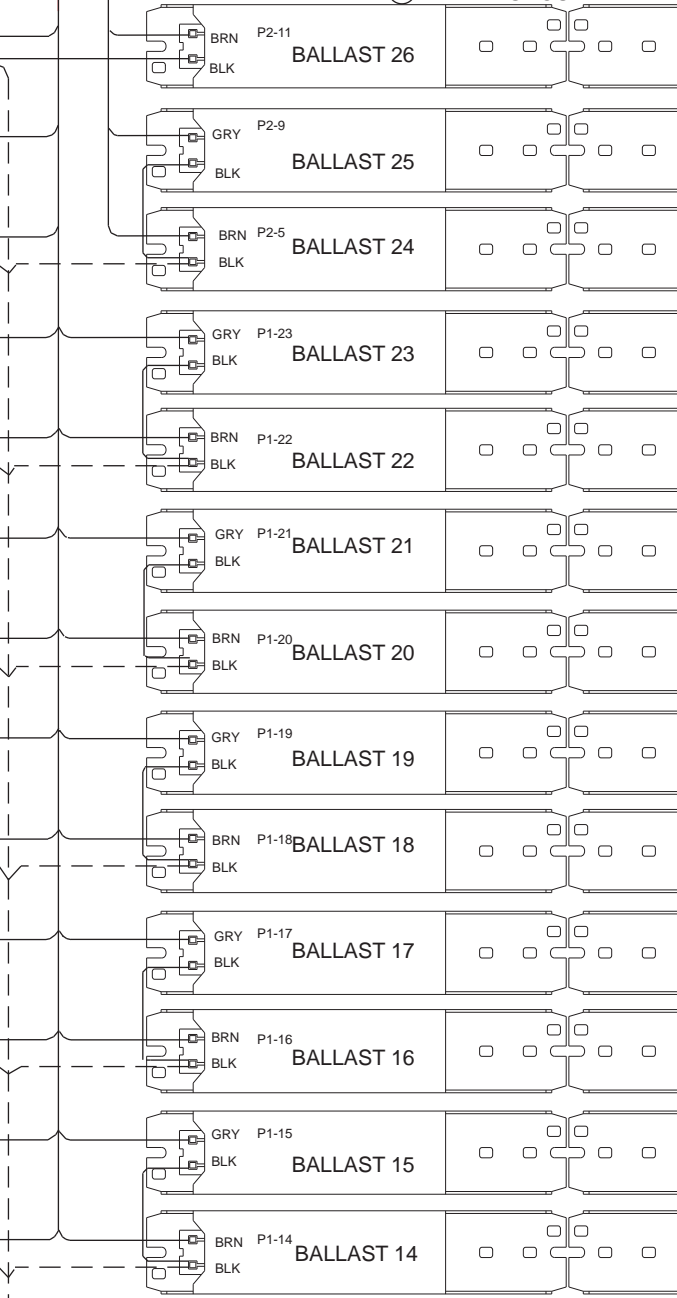 BRN P2-11
BALLAST 26
BLK
GRY P2-9
BALLAST 25
BLK
BRN P2-5
BALLAST 24
BLK
GRY P1-23
BALLAST 23
BLK
BRN P1-22
BALLAST 22
BLK
GRY P1-21
BALLAST 21
BLK
BRN P1-20
BALLAST 20
BLK
GRY P1-19
BALLAST 19
BLK
BRN P1-18
BALLAST 18
BLK
GRY P1-17
BALLAST 17
BLK
BRN P1-16
BALLAST 16
BLK
GRY P1-15
BALLAST 15
BLK
BRN P1-14
BALLAST 14
BLK